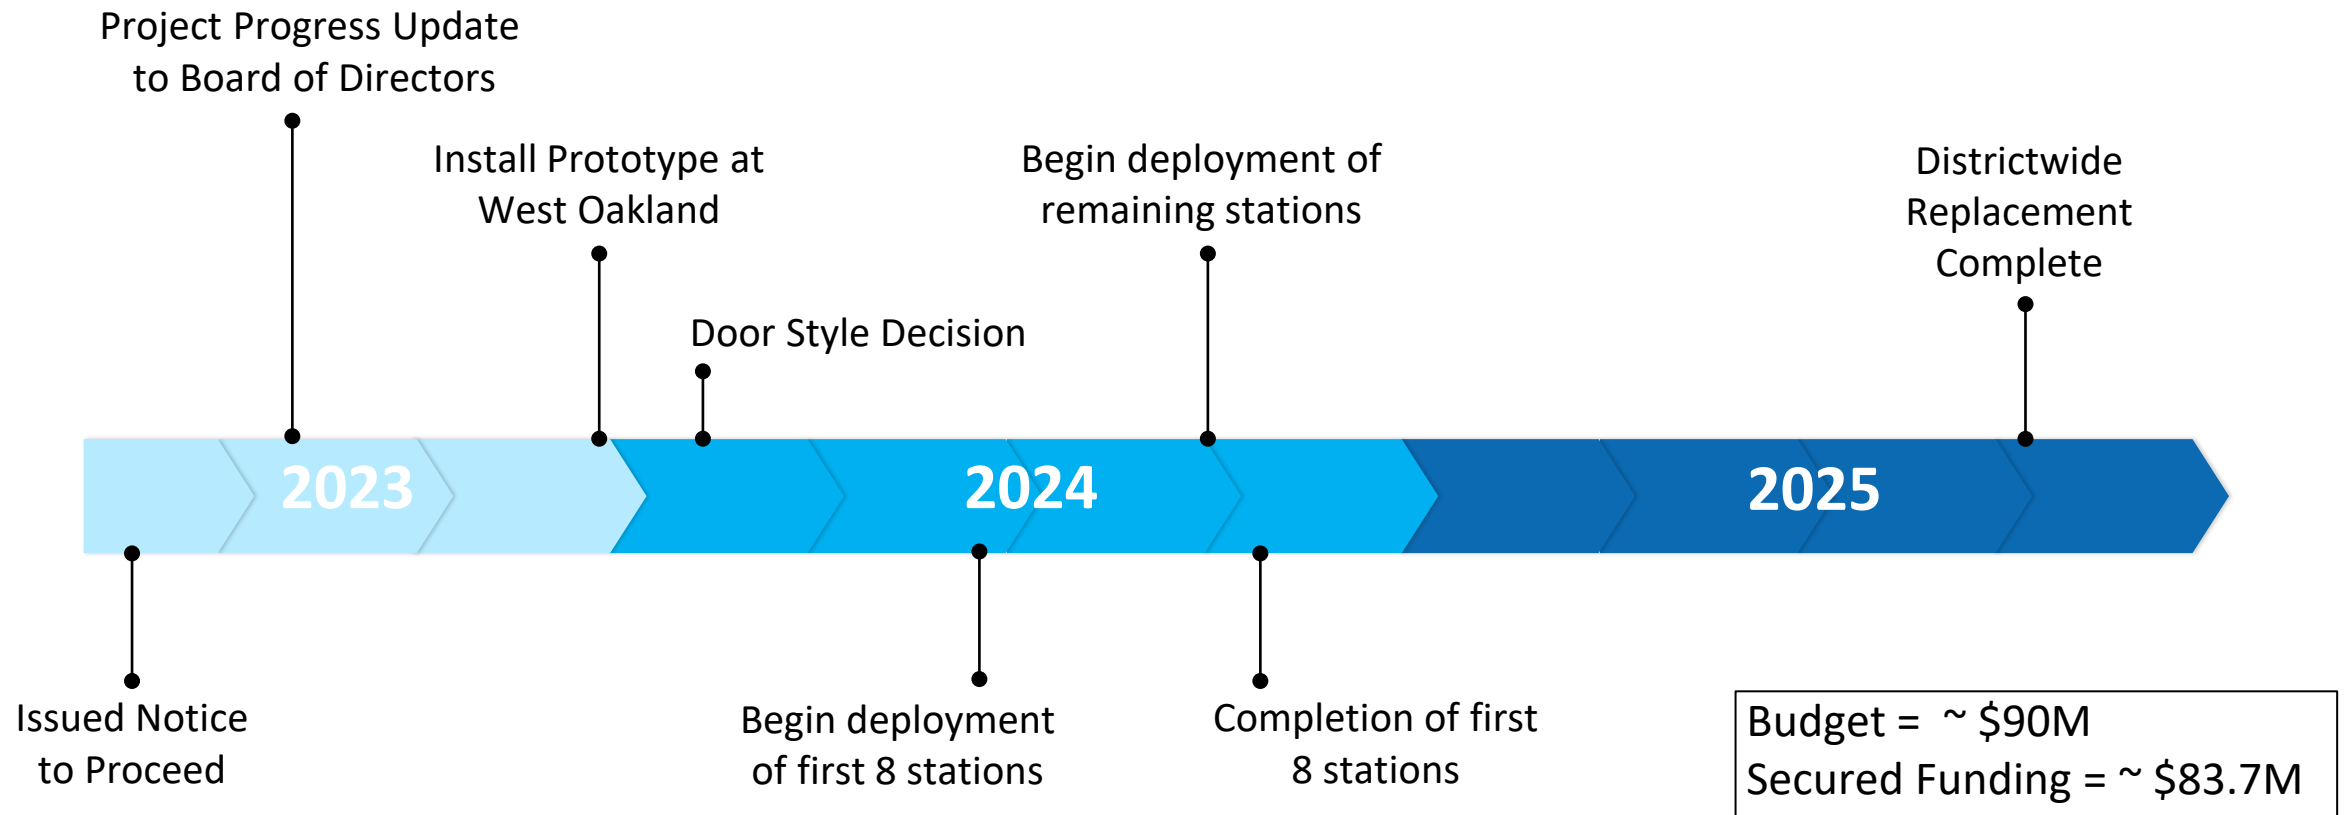 Project Progress Update
to Board of Directors
Install Prototype at
West Oakland
Begin deployment of
remaining stations
Districtwide
Replacement
Complete
Door Style Decision
2023
2024
2025
Issued Notice
to Proceed
Begin deployment
of first 8 stations
Completion of first
8 stations
Budget = ~ $90M
Secured Funding = ~ $83.7M